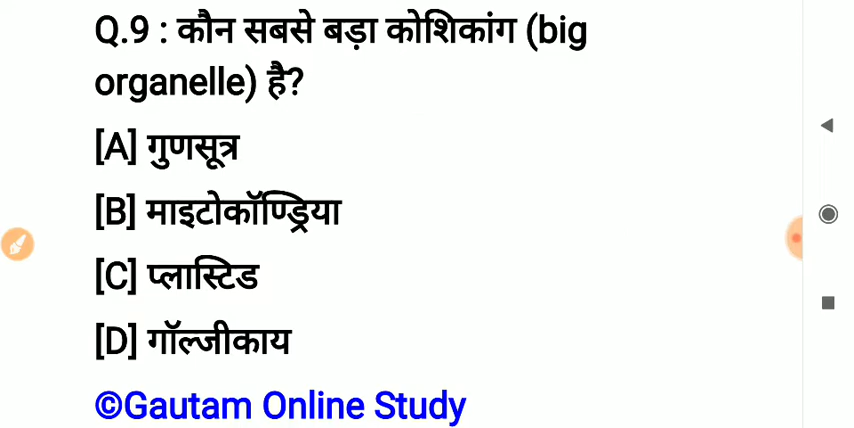 Q.9 : कौन सबसे बड़ा कोशिकांग (big
organelle) है?
[A] गुणसूत्र
[B] माइटोकॉण्ड्रिया
[C] प्लास्टिड
[D] गॉल्जीकाय
©Gautam Online Study